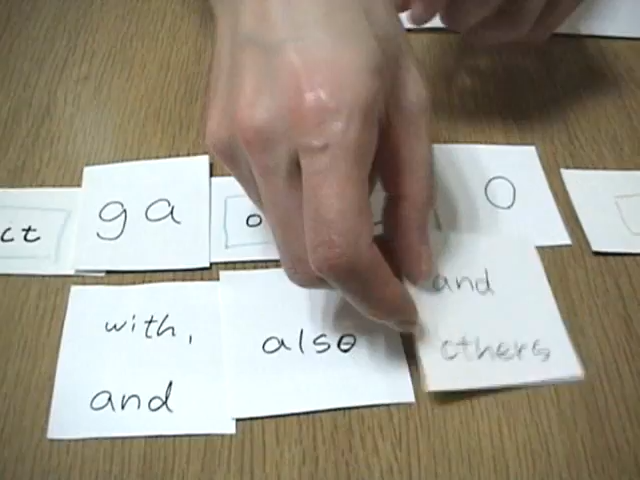 ct
ga
o
O
with,
and
also
and
others